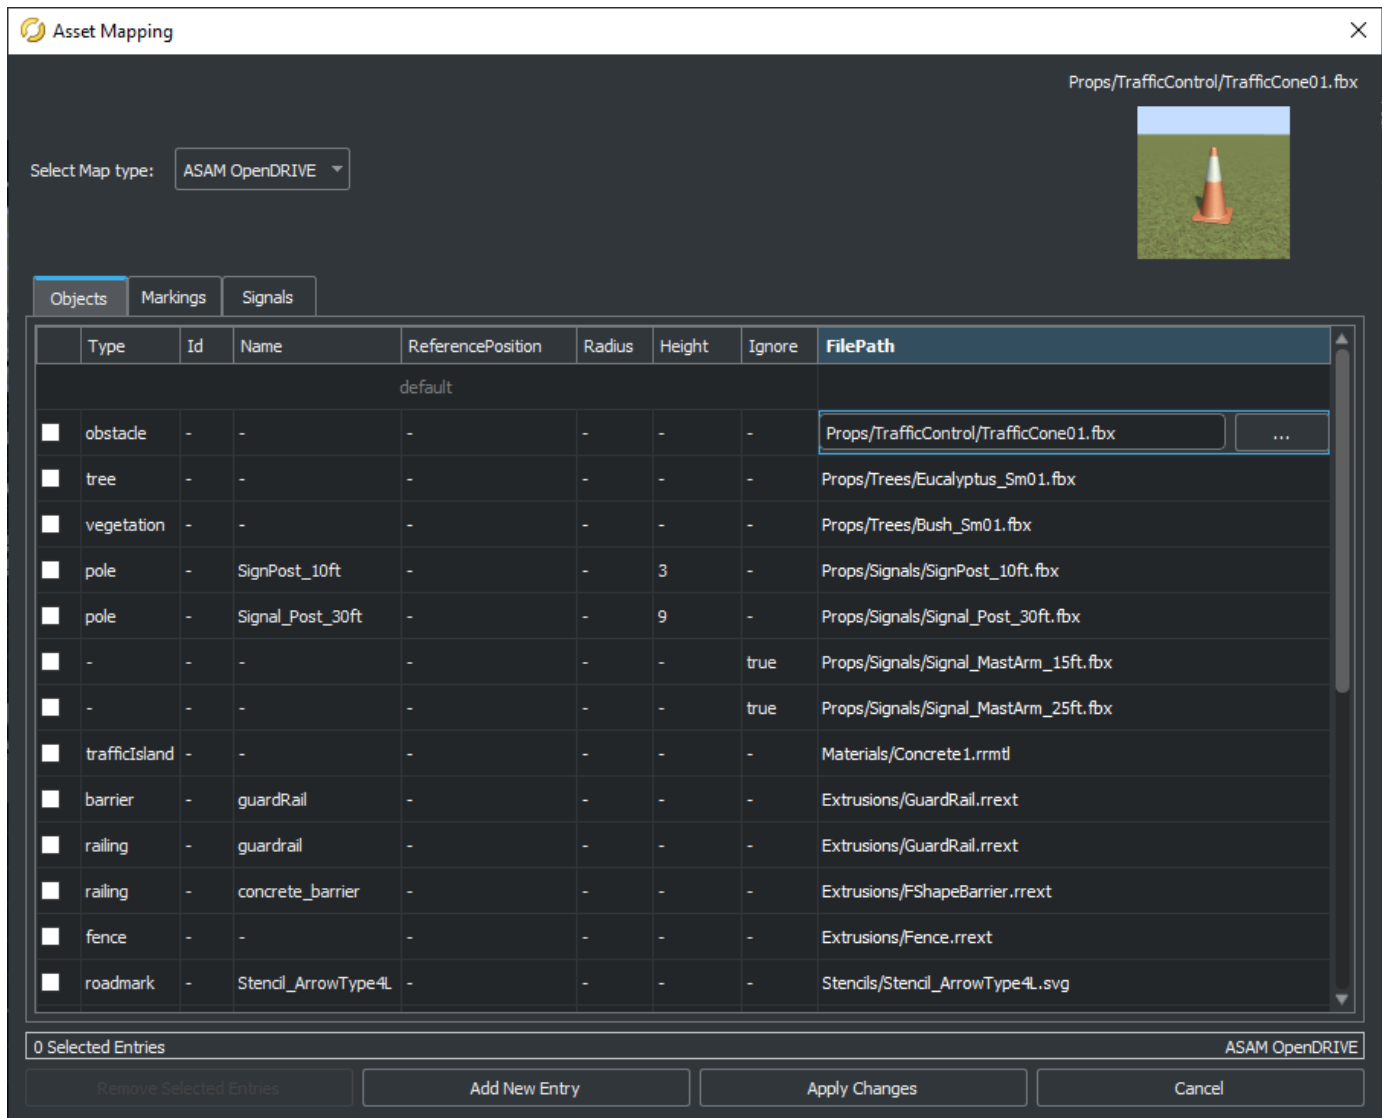 Asset Mapping
Props/TrafficControl/TrafficCone01.fbx
Select Map type: ASAM OpenDRIVE
Objects Markings Signals
Type Id Name ReferencePosition Radius Height Ignore FilePath
default
obstacle - - - - - - Props/TrafficControl/TrafficCone01.fbx ...
tree - - - - - - Props/Trees/Eucalyptus_Sm01.fbx
vegetation - - - - - - Props/Trees/Bush_Sm01.fbx
pole - SignPost_10ft - - 3 - Props/Signals/SignPost_10ft.fbx
pole - Signal_Post_30ft - - 9 - Props/Signals/Signal_Post_30ft.fbx
- - - - - - true Props/Signals/Signal_MastArm_15ft.fbx
- - - - - - true Props/Signals/Signal_MastArm_25ft.fbx
trafficIsland - - - - - - Materials/Concrete1.rrmtl
barrier - guardRail - - - - Extrusions/GuardRail.rrext
railing - guardrail - - - - Extrusions/GuardRail.rrext
railing - concrete_barrier - - - - Extrusions/FShapeBarrier.rrext
fence - - - - - - Extrusions/Fence.rrext
roadmark - Stencil_ArrowType4L - - - - Stencils/Stencil_ArrowType4L.svg
0 Selected Entries ASAM OpenDRIVE
Remove Selected Entries Add New Entry Apply Changes Cancel